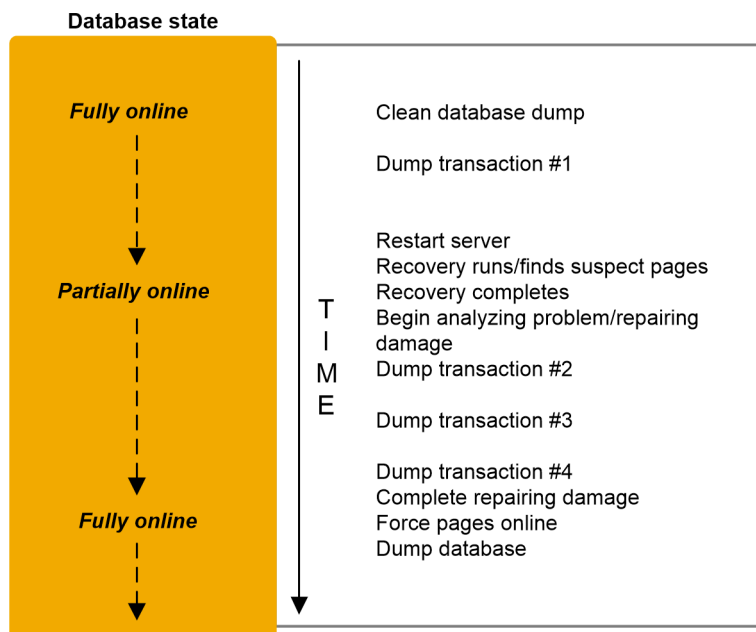 Database state
Fully online
Clean database dump
Dump transaction #1
Restart server
Recovery runs/finds suspect pages
Partially online
Recovery completes
Begin analyzing problem/repairing
damage
Dump transaction #2
TIME
Dump transaction #3
Dump transaction #4
Complete repairing damage
Fully online
Force pages online
Dump database